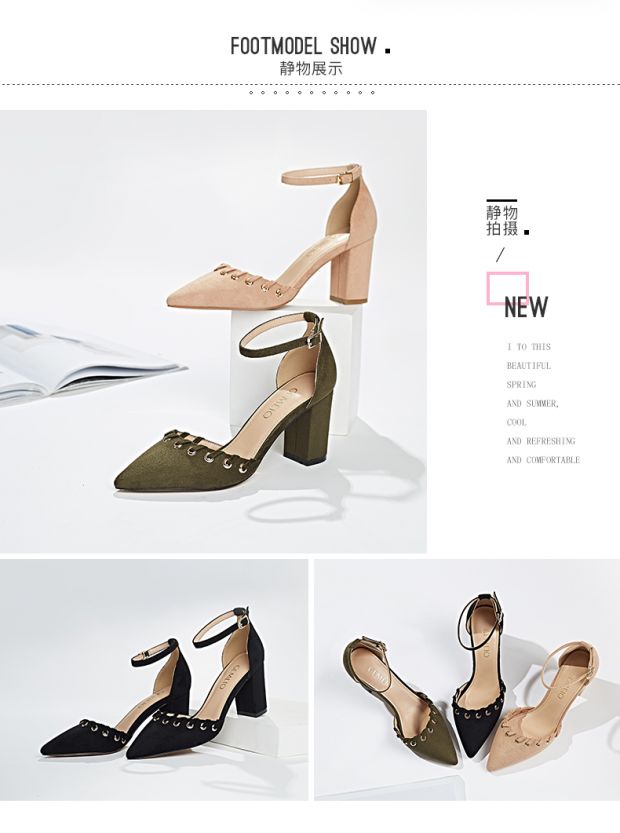 FOOTMODEL SHOW.
静物展示
静物
拍摄.
/
NEW
I TO THIS
BEAUTIFUL
SPRING
AND SUMMER,
COOL
AND REFRESHING
AND COMFORTABLE